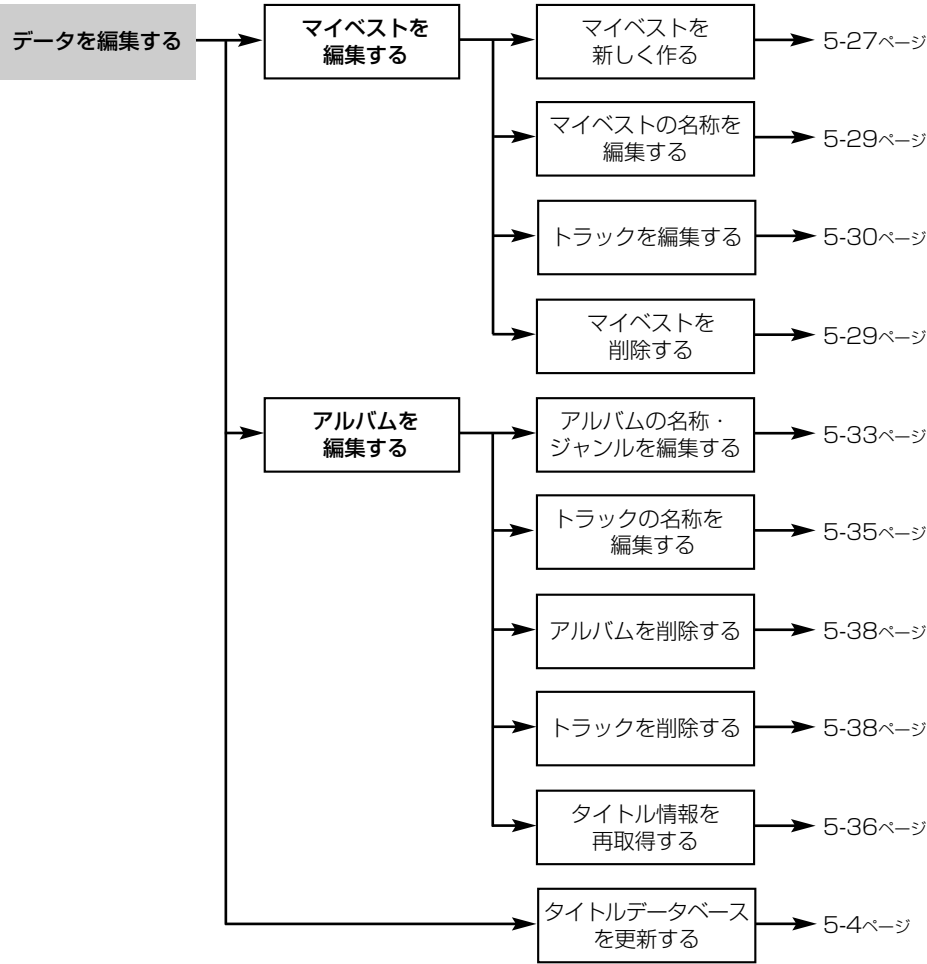 データを編集する
マイベストを
編集する
マイベストを
新しく作る
5-27ページ
マイベストの名称を
編集する
5-29ページ
トラックを編集する
5-30ページ
マイベストを
削除する
5-29ページ
アルバムを
編集する
アルバムの名称・
ジャンルを編集する
5-33ページ
トラックの名称を
編集する
5-35ページ
アルバムを削除する
5-38ページ
トラックを削除する
5-38ページ
タイトル情報を
再取得する
5-36ページ
タイトルデータベース
を更新する
5-4ページ